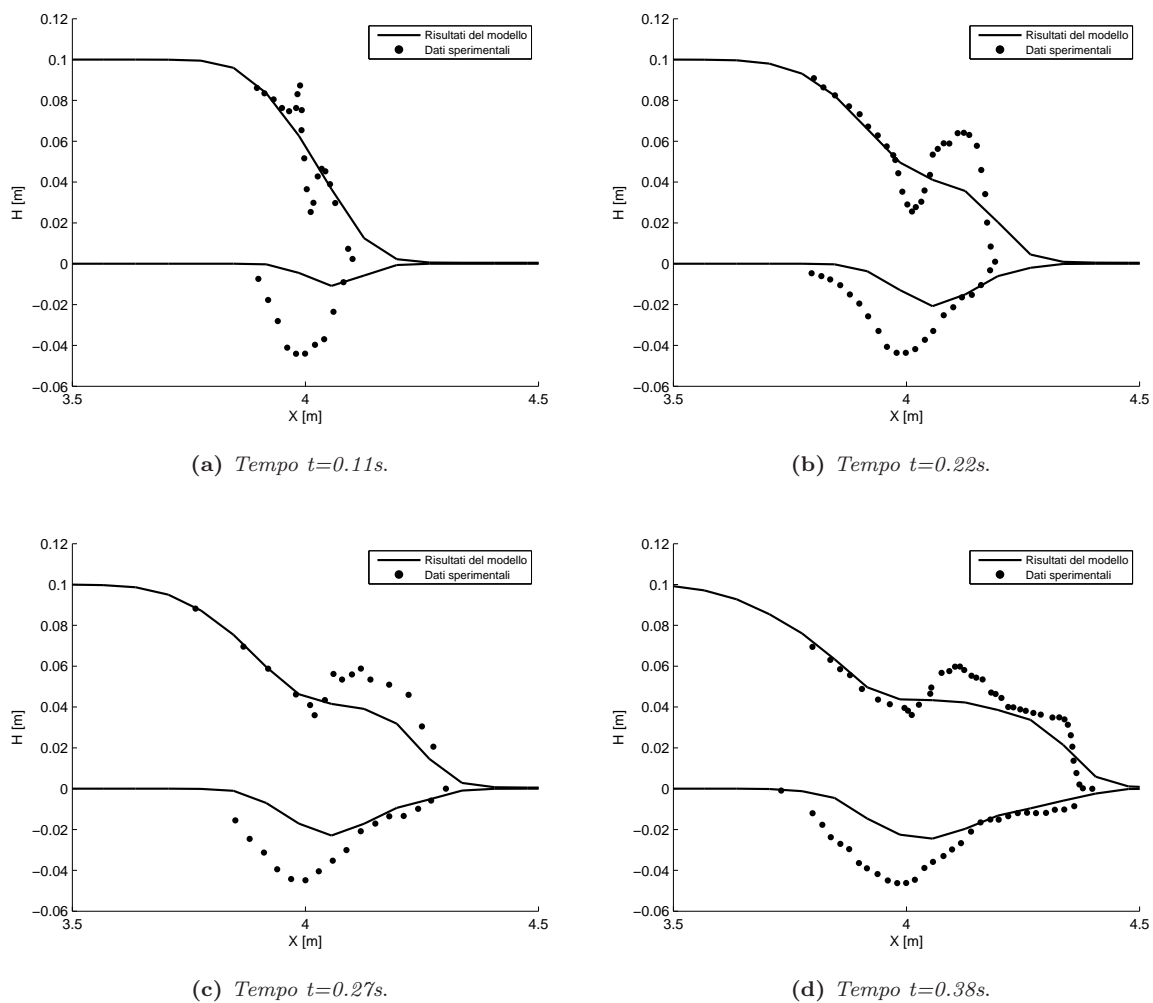 0.12
0.1
0.08
0.06
0.04
0.02
0
−0.02
−0.04
−0.06
3.5 4 4.5
X [m]
H [m]
Risultati del modello
Dati sperimentali
(a) Tempo t=0.11s.
0.12
0.1
0.08
0.06
0.04
0.02
0
−0.02
−0.04
−0.06
3.5 4 4.5
X [m]
H [m]
Risultati del modello
Dati sperimentali
(b) Tempo t=0.22s.
0.12
0.1
0.08
0.06
0.04
0.02
0
−0.02
−0.04
−0.06
3.5 4 4.5
X [m]
H [m]
Risultati del modello
Dati sperimentali
(c) Tempo t=0.27s.
0.12
0.1
0.08
0.06
0.04
0.02
0
−0.02
−0.04
−0.06
3.5 4 4.5
X [m]
H [m]
Risultati del modello
Dati sperimentali
(d) Tempo t=0.38s.